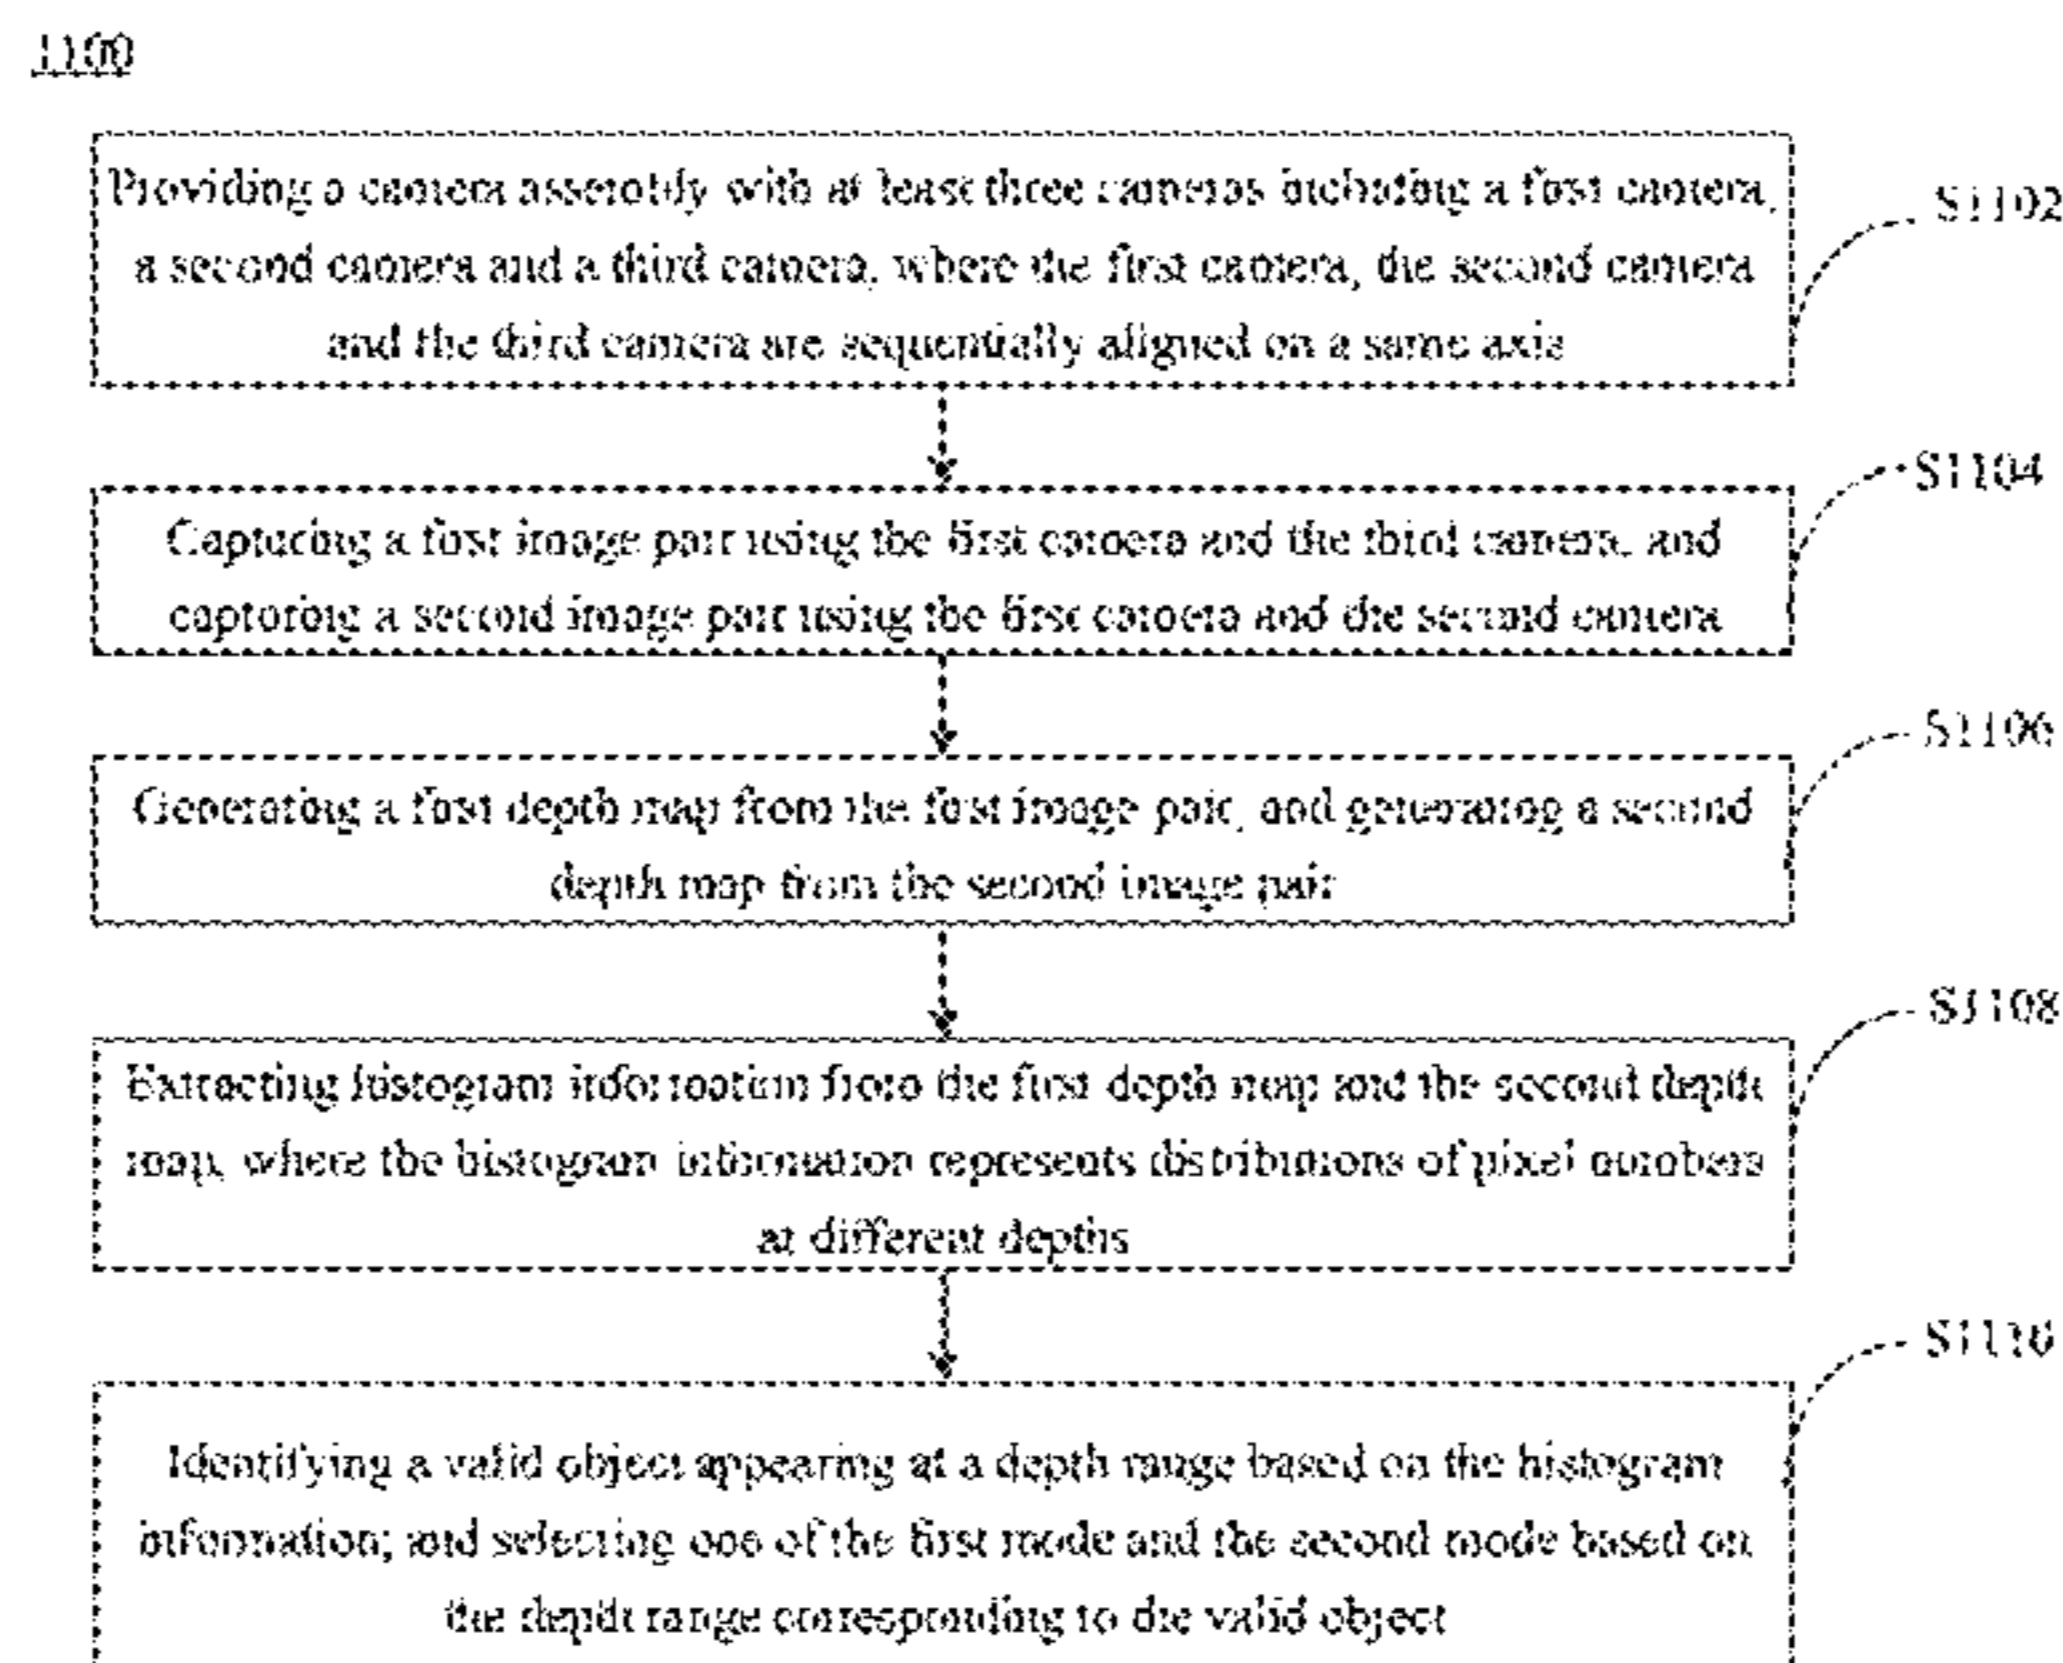 1100
Providing a camera assembly with at least three cameras including a first camera,
S1102
a second camera and a third camera, where the first camera, the second camera
and the third camera are sequentially aligned on a same axis
S1104
Capturing a first image pair using the first camera and the third camera, and
capturing a second image pair using the first camera and the second camera
S1106
Generating a first depth map from the first image pair, and generating a second
depth map from the second image pair
S1108
Extracting histogram information from the first depth map and the second depth
map, where the histogram information represents distributions of pixel numbers
at different depths
S1110
Identifying a valid object appearing at a depth range based on the histogram
information; and selecting one of the first mode and the second mode based on
the depth range corresponding to the valid object